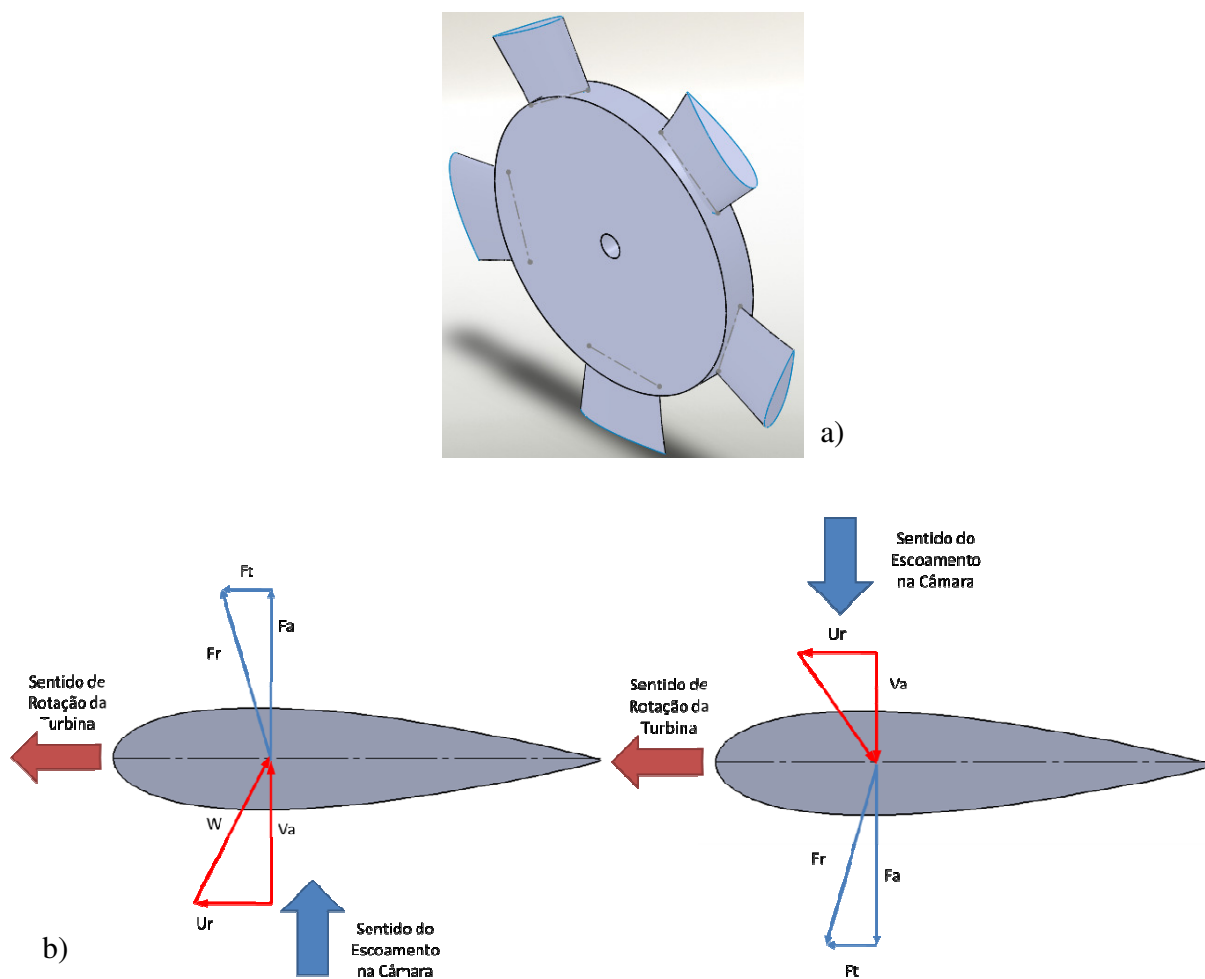 a)
Ft
Fa
Fr
Sentido de
Rotação da
Turbina
W
Va
Ur
Sentido do
Escoamento
na Câmara
b)
Sentido do
Escoamento
na Câmara
Ur
Va
Sentido de
Rotação da
Turbina
Fr
Fa
Ft